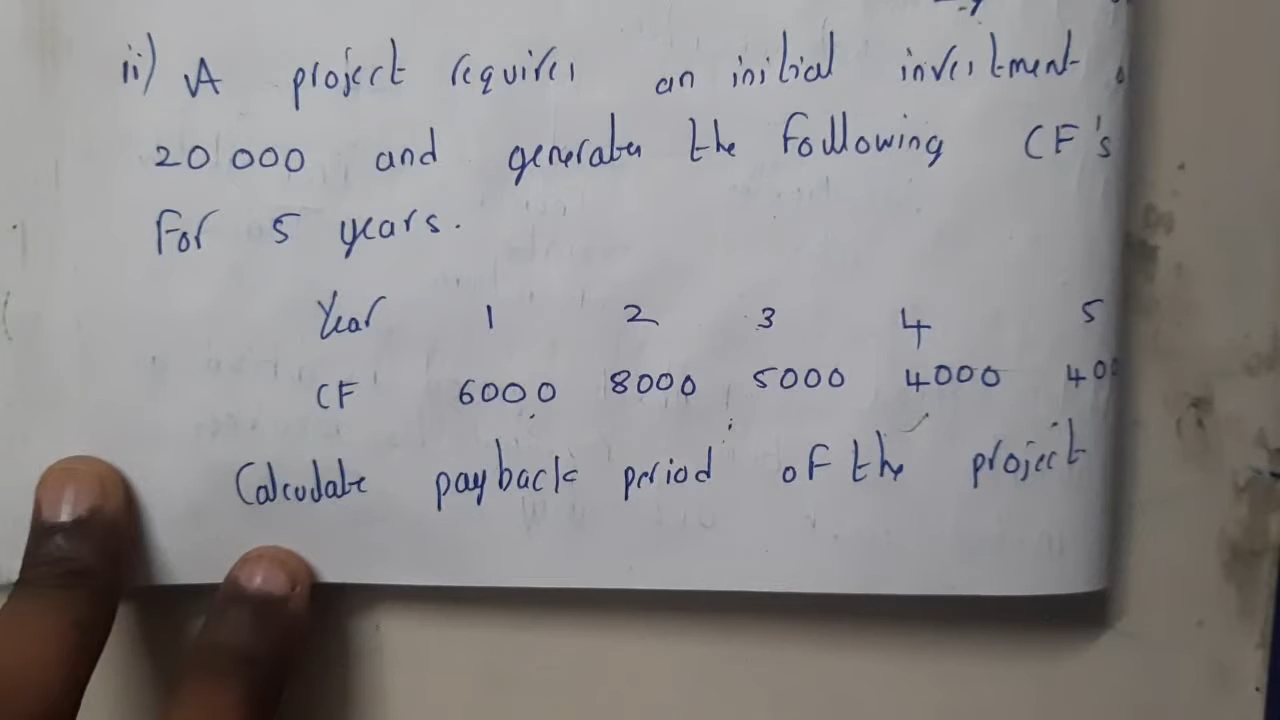 ii) A project requires an initial investment
20 000 and generates the following CF's
For 5 years.
Year 1 2 3 4 5
CF 6000 8000 5000 4000 400
Calculate payback period of the project